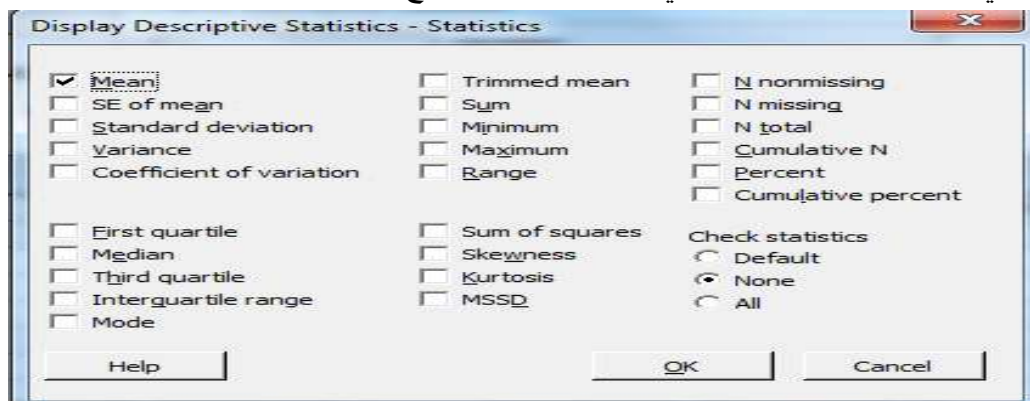 Display Descriptive Statistics - Statistics
Mean
SE of mean
Standard deviation
Variance
Coefficient of variation
First quartile
Median
Third quartile
Interquartile range
Mode
Trimmed mean
Sum
Minimum
Maximum
Range
Sum of squares
Skewness
Kurtosis
MSSD
N nonmissing
N missing
N total
Cumulative N
Percent
Cumulative percent
Check statistics
Default
None
All
Help
OK
Cancel